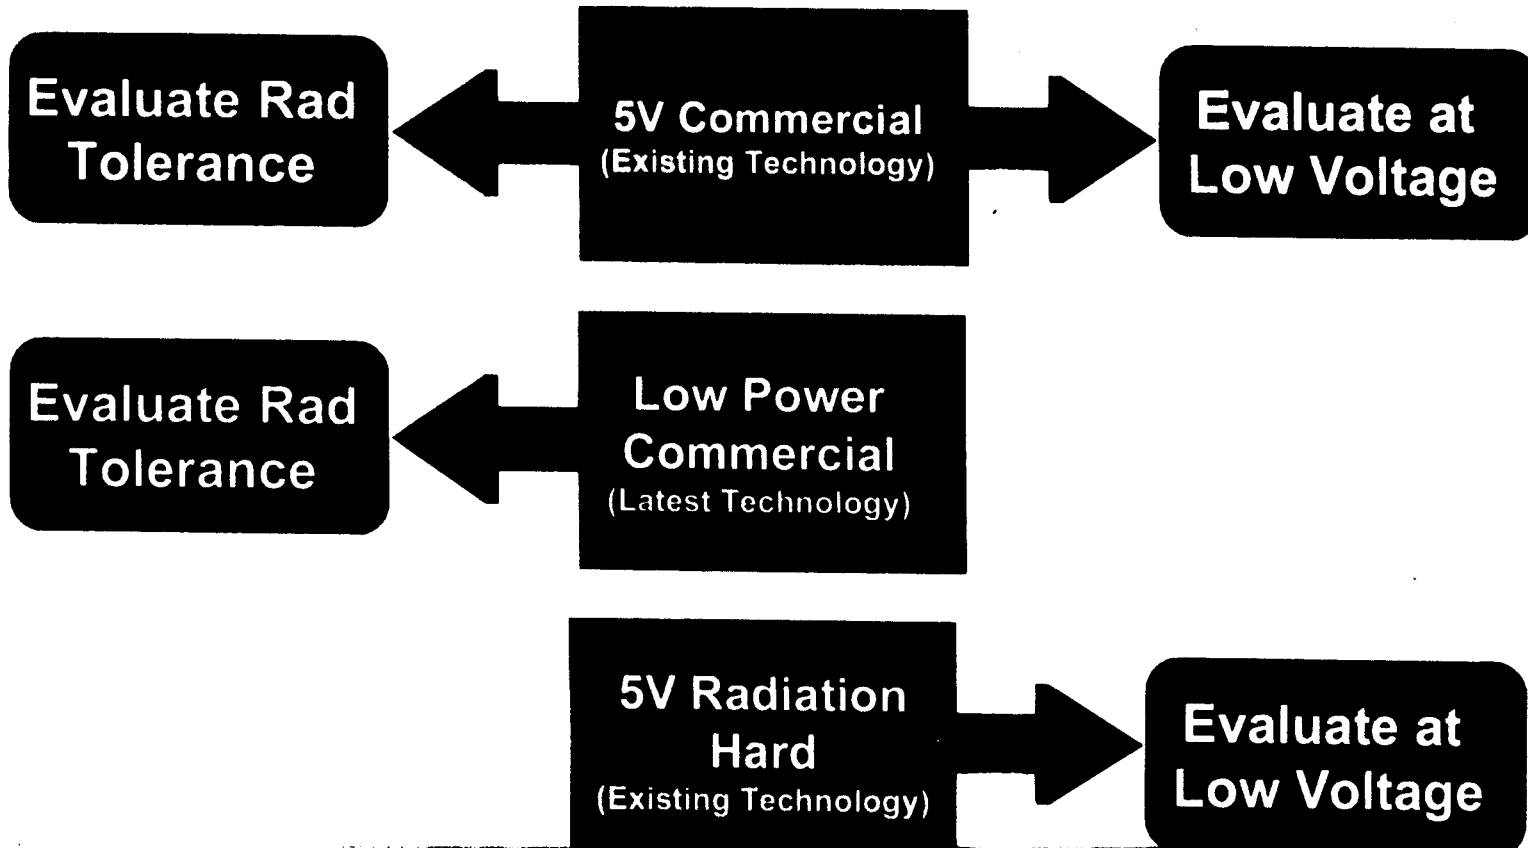 Evaluate Rad
Tolerance
5V Commercial
(Existing Technology)
Evaluate at
Low Voltage
Evaluate Rad
Tolerance
Low Power
Commercial
(Latest Technology)
5V Radiation
Hard
(Existing Technology)
Evaluate at
Low Voltage